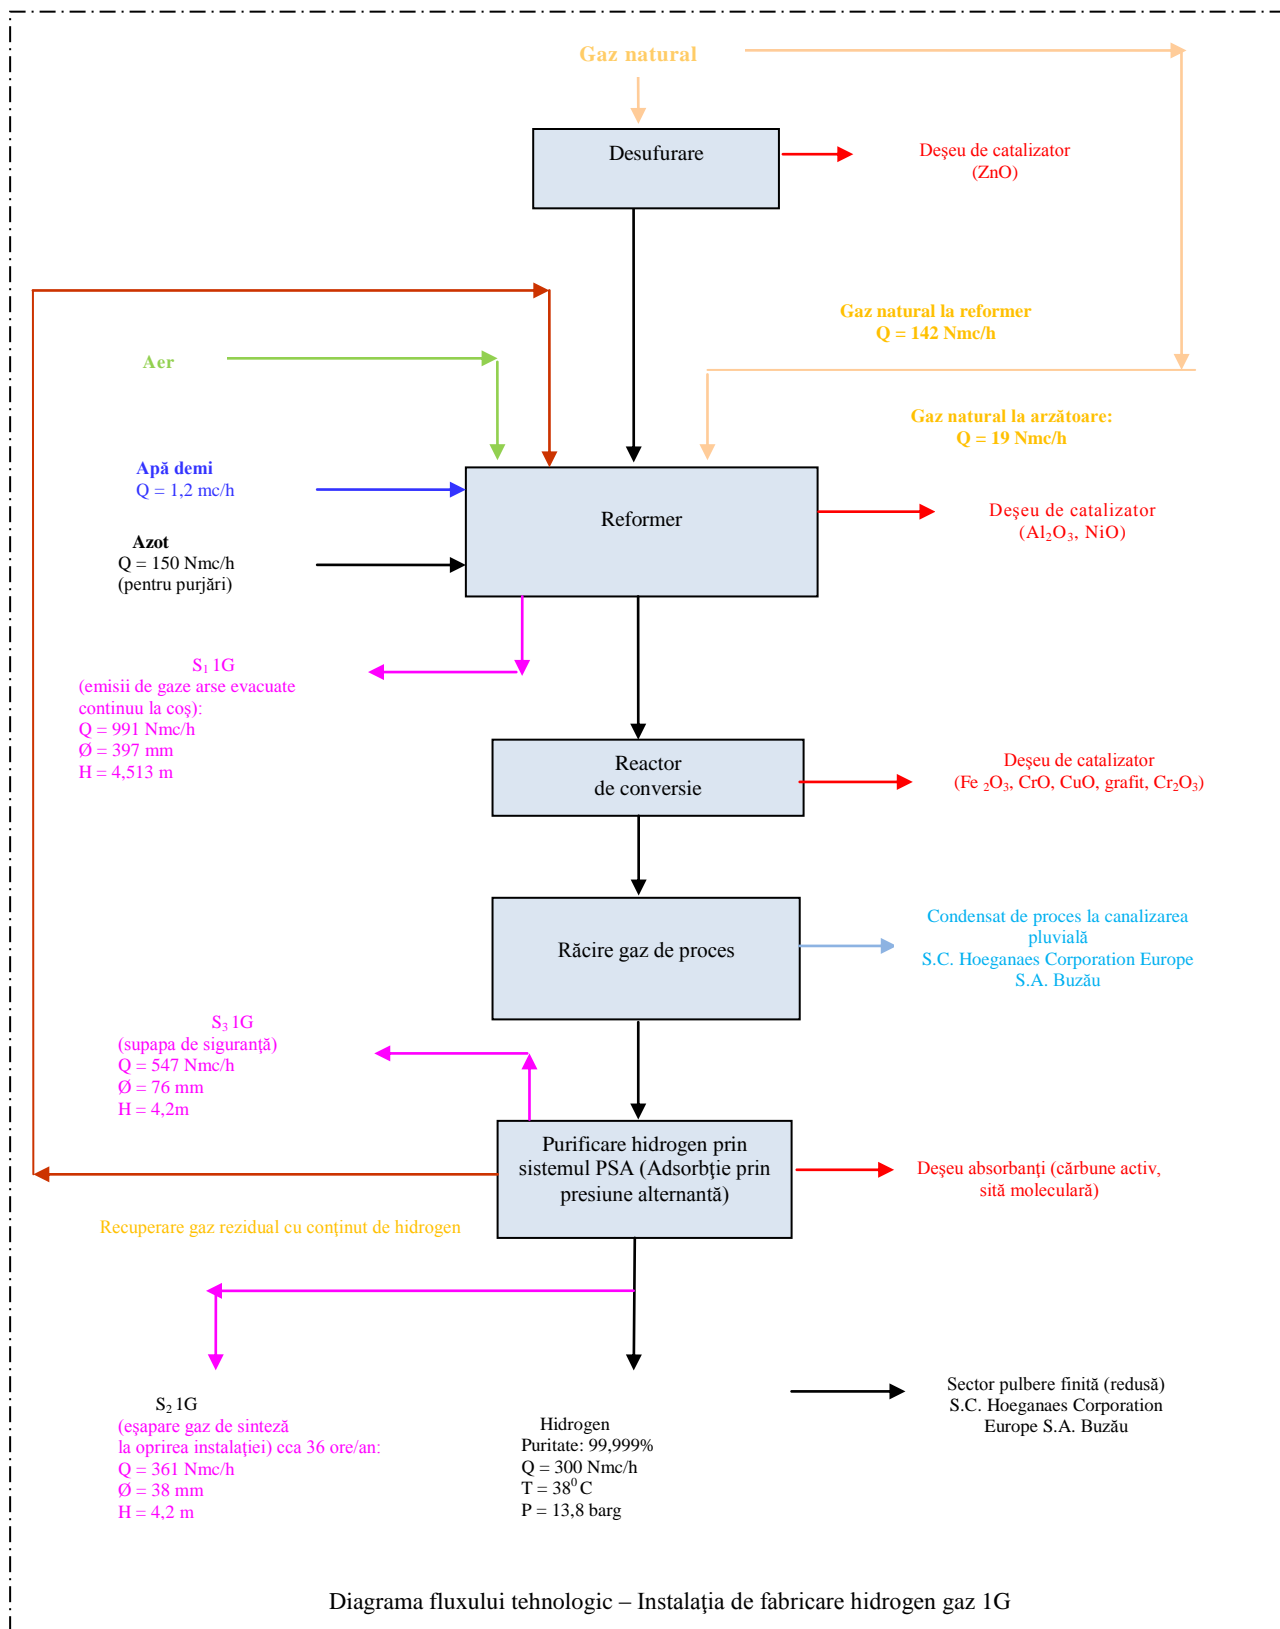 Gaz natural
Desufurare
Deşeu de catalizator
(ZnO)
Gaz natural la reformer
Q = 142 Nmc/h
Aer
Gaz natural la arzătoare:
Q = 19 Nmc/h
Apă demi
Q = 1,2 mc/h
Reformer
Deşeu de catalizator
(Al₂O₃, NiO)
Azot
Q = 150 Nmc/h
(pentru purjări)
S₁ 1G
(emisii de gaze arse evacuate
continuu la coş):
Q = 991 Nmc/h
Ø = 397 mm
H = 4,513 m
Reactor
de conversie
Deşeu de catalizator
(Fe ₂O₃, CrO, CuO, grafit, Cr₂O₃)
Răcire gaz de proces
Condensat de proces la canalizarea
pluvială
S.C. Hoeganaes Corporation Europe
S.A. Buzău
S₃ 1G
(supapa de siguranţă)
Q = 547 Nmc/h
Ø = 76 mm
H = 4,2m
Purificare hidrogen prin
sistemul PSA (Adsorbţie prin
presiune alternantă)
Deşeu absorbanţi (cărbune activ,
sită moleculară)
Recuperare gaz rezidual cu conţinut de hidrogen
S₂ 1G
(eşapare gaz de sinteză
la oprirea instalaţiei) cca 36 ore/an:
Q = 361 Nmc/h
Ø = 38 mm
H = 4,2 m
Hidrogen
Puritate: 99,999%
Q = 300 Nmc/h
T = 38⁰ C
P = 13,8 barg
Sector pulbere finită (redusă)
S.C. Hoeganaes Corporation
Europe S.A. Buzău
Diagrama fluxului tehnologic – Instalaţia de fabricare hidrogen gaz 1G